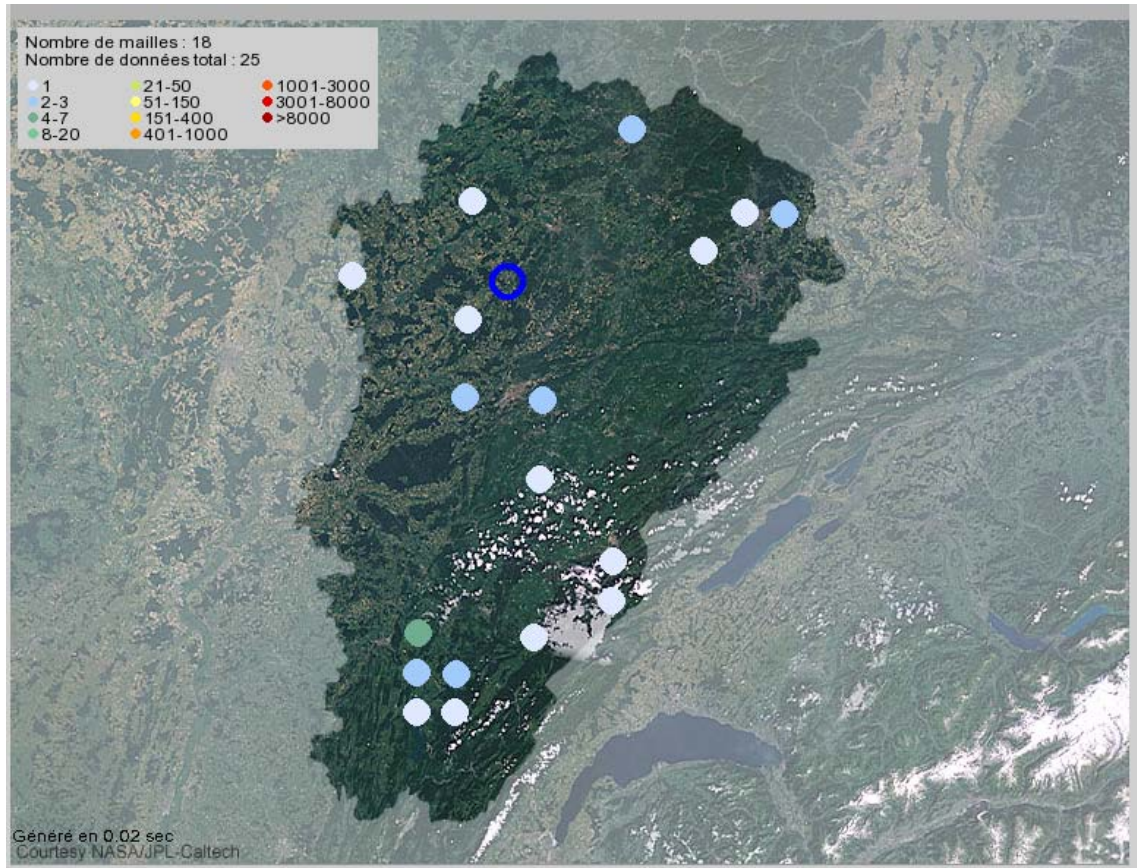 Nombre de mailles : 18
Nombre de données total : 25
1 21-50 1001-3000
2-3 51-150 3001-8000
4-7 151-400 >8000
8-20 401-1000
Généré en 0.02 sec
Courtesy NASA/JPL-Caltech